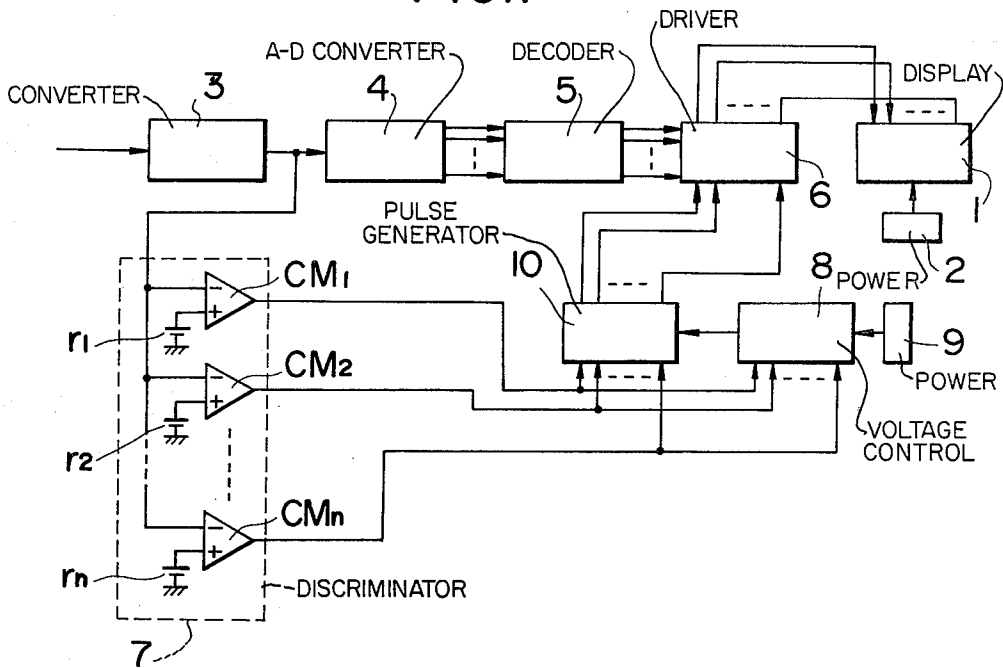 DRIVER
A-D CONVERTER
DECODER
DISPLAY
CONVERTER
3
4
5
6
1
PULSE
GENERATOR
10
8
POWER
2
9
POWER
VOLTAGE
CONTROL
CM1
r1
CM2
r2
CMn
rn
DISCRIMINATOR
7